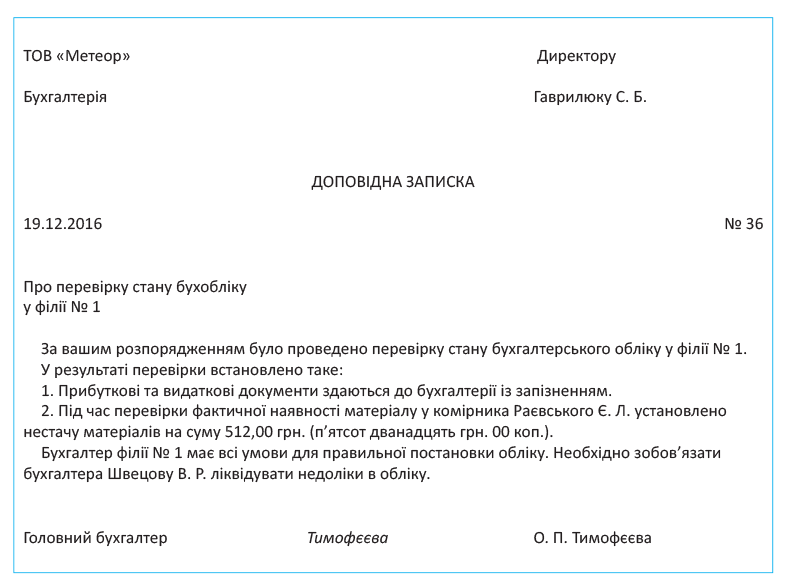 ТОВ «Метеор» Директору
Бухгалтерія Гаврилюку С. Б.
ДОПОВІДНА ЗАПИСКА
19.12.2016 № 36
Про перевірку стану бухобліку
у філії № 1
За вашим розпорядженням було проведено перевірку стану бухгалтерського обліку у філії № 1.
У результаті перевірки встановлено таке:
1. Прибуткові та видаткові документи здаються до бухгалтерії із запізненням.
2. Під час перевірки фактичної наявності матеріалу у комірника Раєвського Є. Л. установлено
нестачу матеріалів на суму 512,00 грн. (п’ятсот дванадцять грн. 00 коп.).
Бухгалтер філії № 1 має всі умови для правильної постановки обліку. Необхідно зобов’язати
бухгалтера Швецову В. Р. ліквідувати недоліки в обліку.
Головний бухгалтер Тимофєєва О. П. Тимофєєва